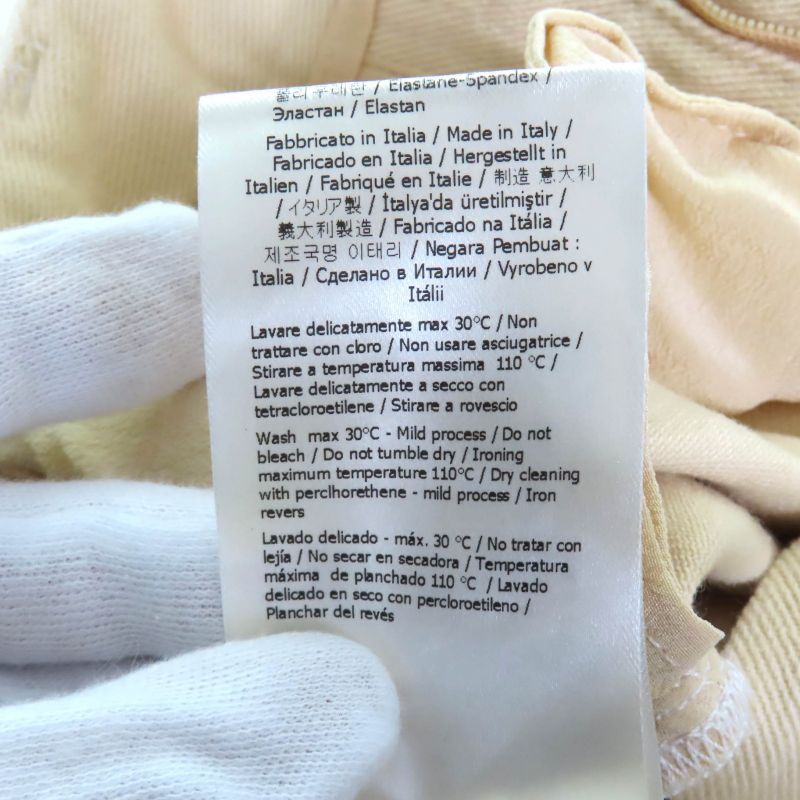 폴리우레탄 / Elastane-Spandex /
Эластан / Elastan
Fabbricato in Italia / Made in Italy /
Fabricado en Italia / Hergestellt in
Italien / Fabriqué en Italie / 制造 意大利
/ イタリア製 / İtalya'da üretilmiştir /
義大利製造 / Fabricado na Itália /
제조국명 이태리 / Negara Pembuat :
Italia / Сделано в Италии / Vyrobeno v
Itálii
Lavare delicatamente max 30°C / Non
trattare con cloro / Non usare asciugatrice /
Stirare a temperatura massima 110 °C /
Lavare delicatamente a secco con
tetracloroetilene / Stirare a rovescio
Wash max 30°C - Mild process / Do not
bleach / Do not tumble dry / Ironing
maximum temperature 110°C / Dry cleaning
with perclhorethene - mild process / Iron
revers
Lavado delicado - máx. 30 °C / No tratar con
lejía / No secar en secadora / Temperatura
máxima de planchado 110 °C / Lavado
delicado en seco con percloroetileno /
Planchar del revés